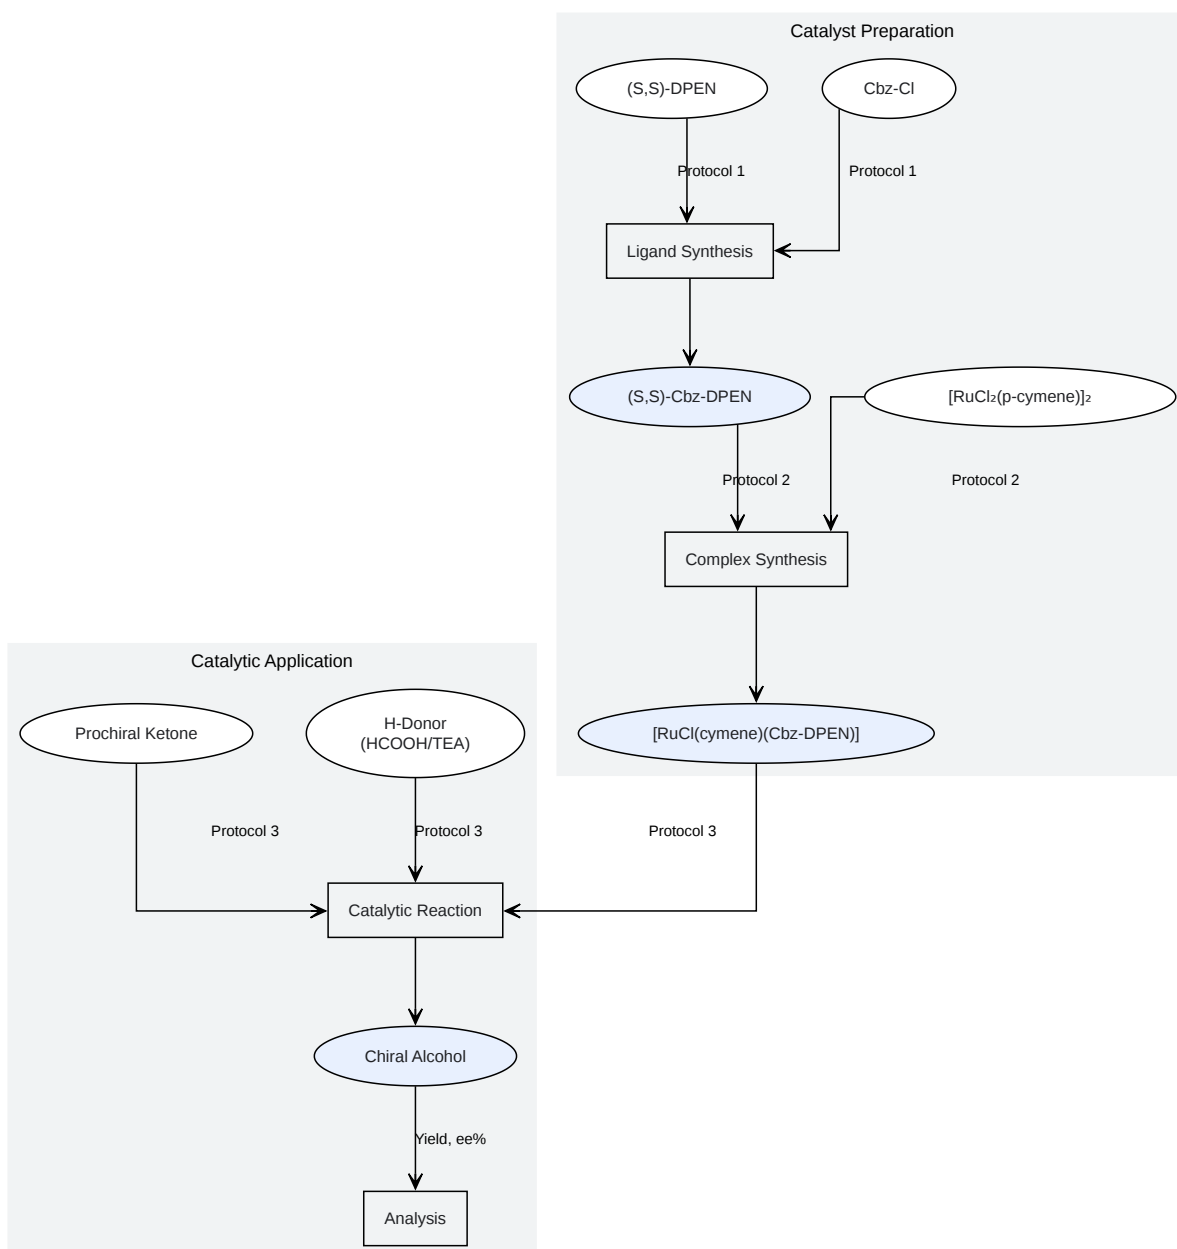 Catalyst Preparation
(S,S)-DPEN
Cbz-Cl
Protocol 1
Protocol 1
Ligand Synthesis
(S,S)-Cbz-DPEN
[RuCl₂(p-cymene)]₂
Protocol 2
Protocol 2
Complex Synthesis
Catalytic Application
Prochiral Ketone
H-Donor
(HCOOH/TEA)
[RuCl(cymene)(Cbz-DPEN)]
Protocol 3
Protocol 3
Protocol 3
Catalytic Reaction
Chiral Alcohol
Yield, ee%
Analysis